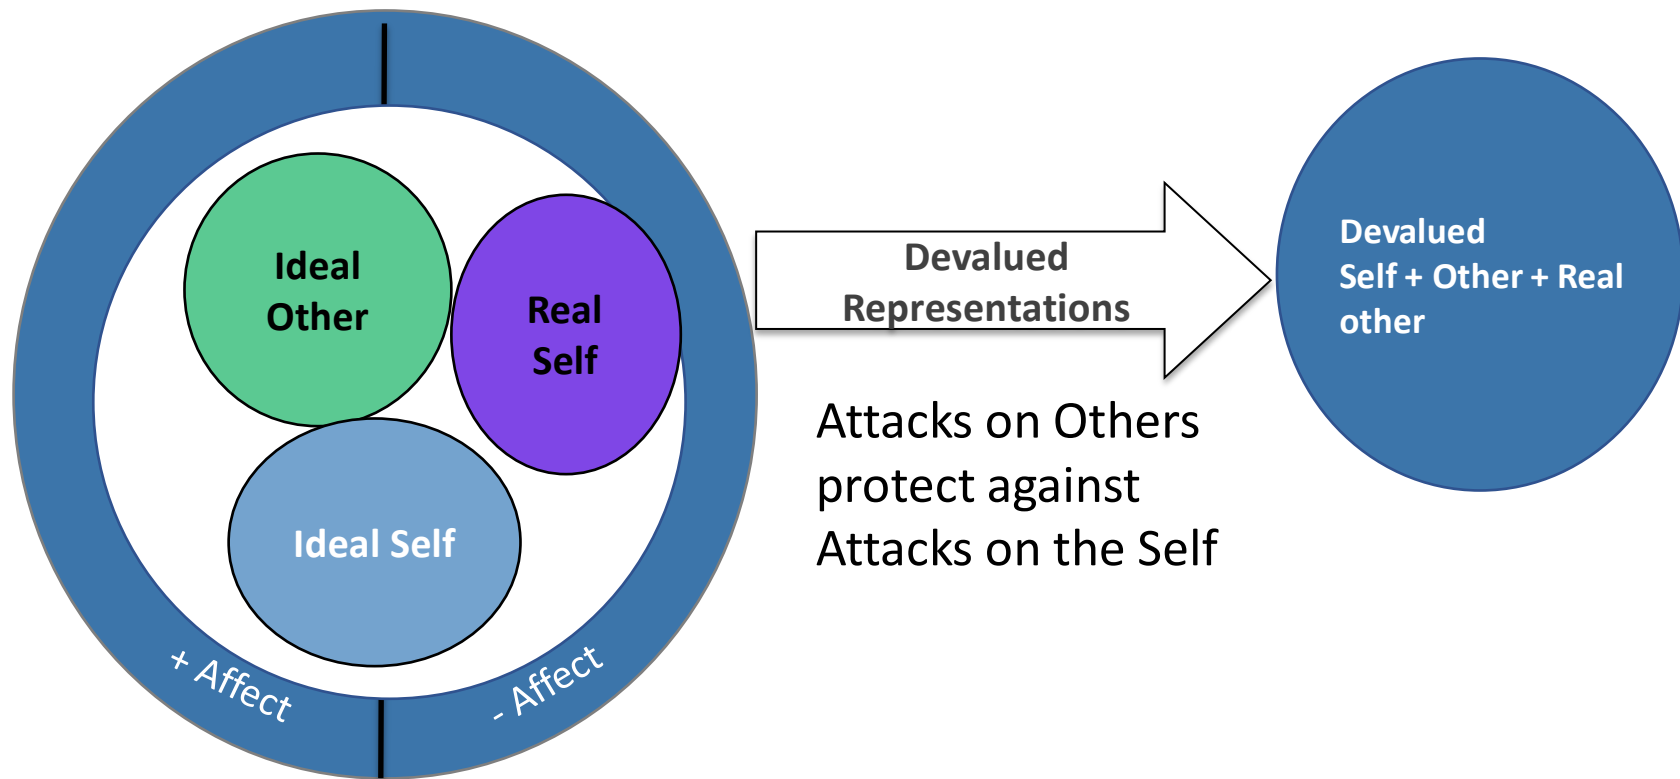 Ideal
Other
Real
Self
Ideal Self
+ Affect
- Affect
Devalued
Representations
Attacks on Others
protect against
Attacks on the Self
Devalued
Self + Other + Real
other